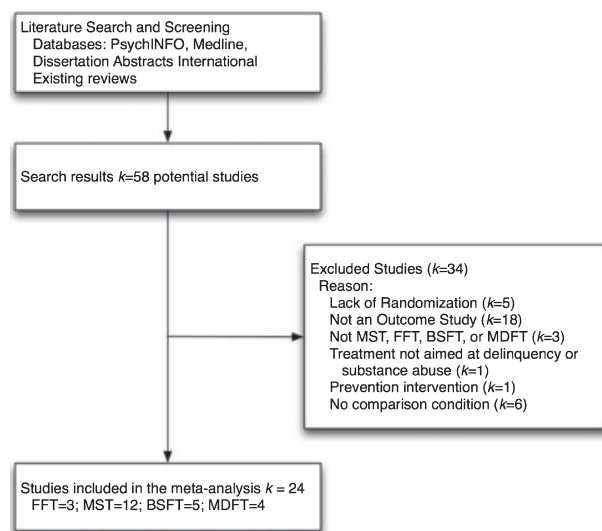 Literature Search and Screening
Databases: PsychINFO, Medline,
Dissertation Abstracts International
Existing reviews
Search results k=58 potential studies
Excluded Studies (k=34)
Reason:
Lack of Randomization (k=5)
Not an Outcome Study (k=18)
Not MST, FFT, BSFT, or MDFT (k=3)
Treatment not aimed at delinquency or
substance abuse (k=1)
Prevention intervention (k=1)
No comparison condition (k=6)
Studies included in the meta-analysis k = 24
FFT=3; MST=12; BSFT=5; MDFT=4